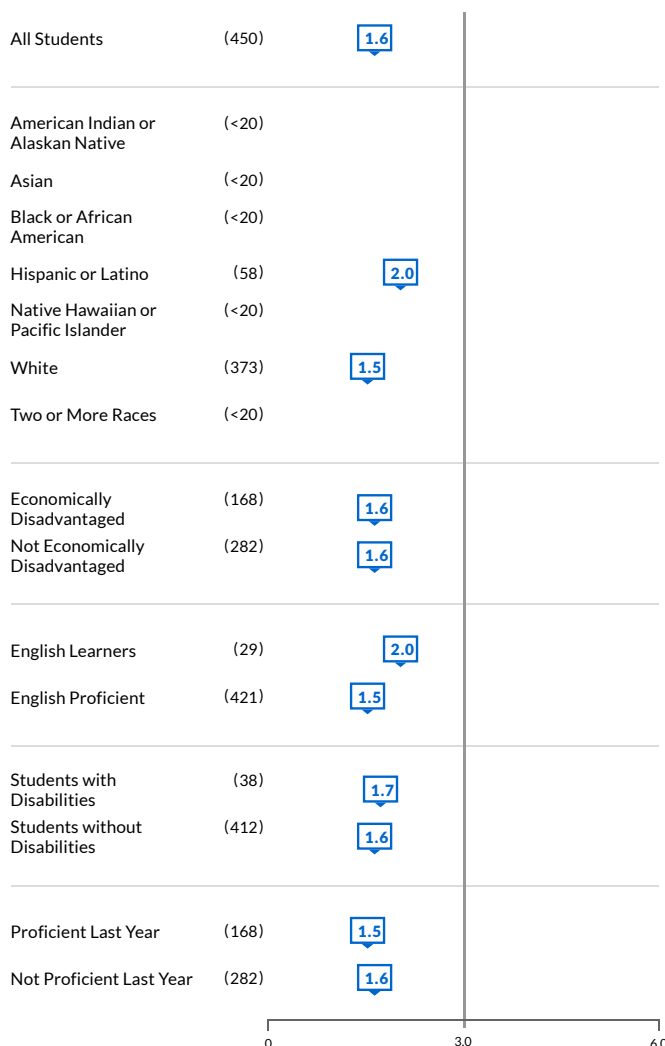 All Students (450) 1.6
American Indian or (<20)
Alaskan Native
Asian (<20)
Black or African (<20)
American
Hispanic or Latino (58) 2.0
Native Hawaiian or (<20)
Pacific Islander
White (373) 1.5
Two or More Races (<20)
Economically (168) 1.6
Disadvantaged
Not Economically (282) 1.6
Disadvantaged
English Learners (29) 2.0
English Proficient (421) 1.5
Students with (38) 1.7
Disabilities
Students without (412) 1.6
Disabilities
Proficient Last Year (168) 1.5
Not Proficient Last Year (282) 1.6
0 3.0 6.0